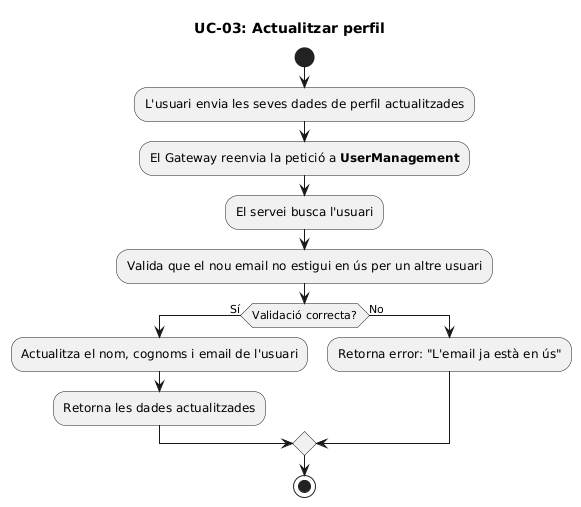 UC-03: Actualitzar perfil
L'usuari envia les seves dades de perfil actualitzades
El Gateway reenvia la petició a UserManagement
El servei busca l'usuari
Valida que el nou email no estigui en ús per un altre usuari
Sí
Validació correcta?
No
Actualitza el nom, cognoms i email de l'usuari
Retorna error: "L'email ja està en ús"
Retorna les dades actualitzades